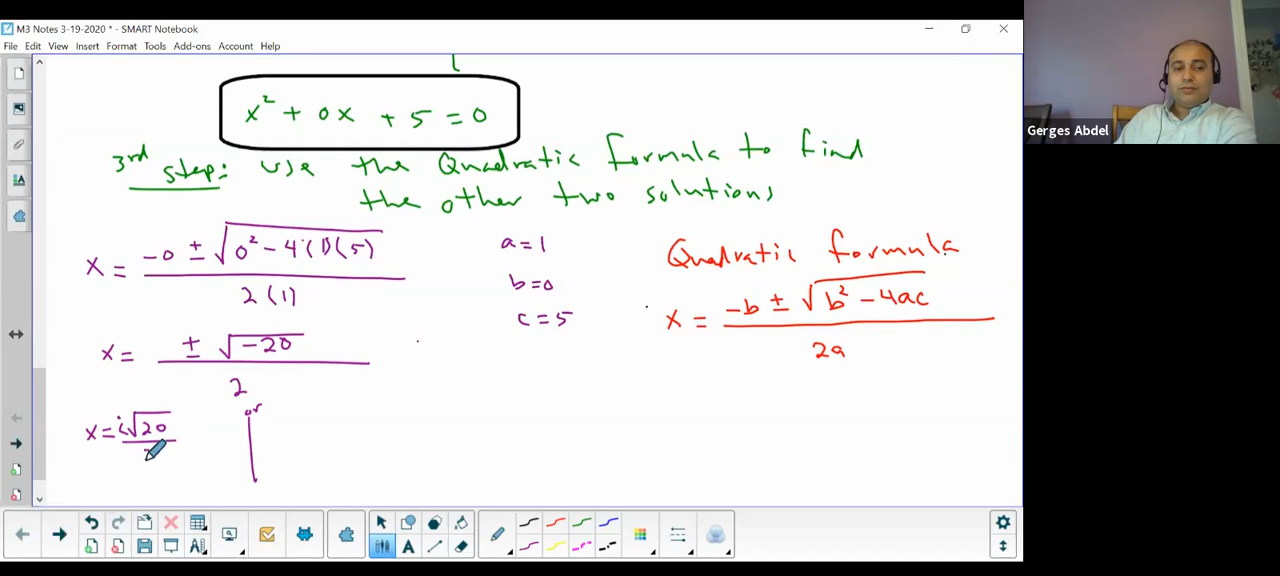 M3 Notes 3-19-2020 * - SMART Notebook
File Edit View Insert Format Tools Add-ons Account Help
Gerges Abdel
x² + 0x + 5 = 0
3rd step: use the Quadratic formula to find
the other two solutions
x = -0 ± √0² - 4(1)(5) / 2(1)
a = 1
b = 0
c = 5
Quadratic formula
x = -b ± √b² - 4ac / 2a
x = ± √-20 / 2
x = i√20
or